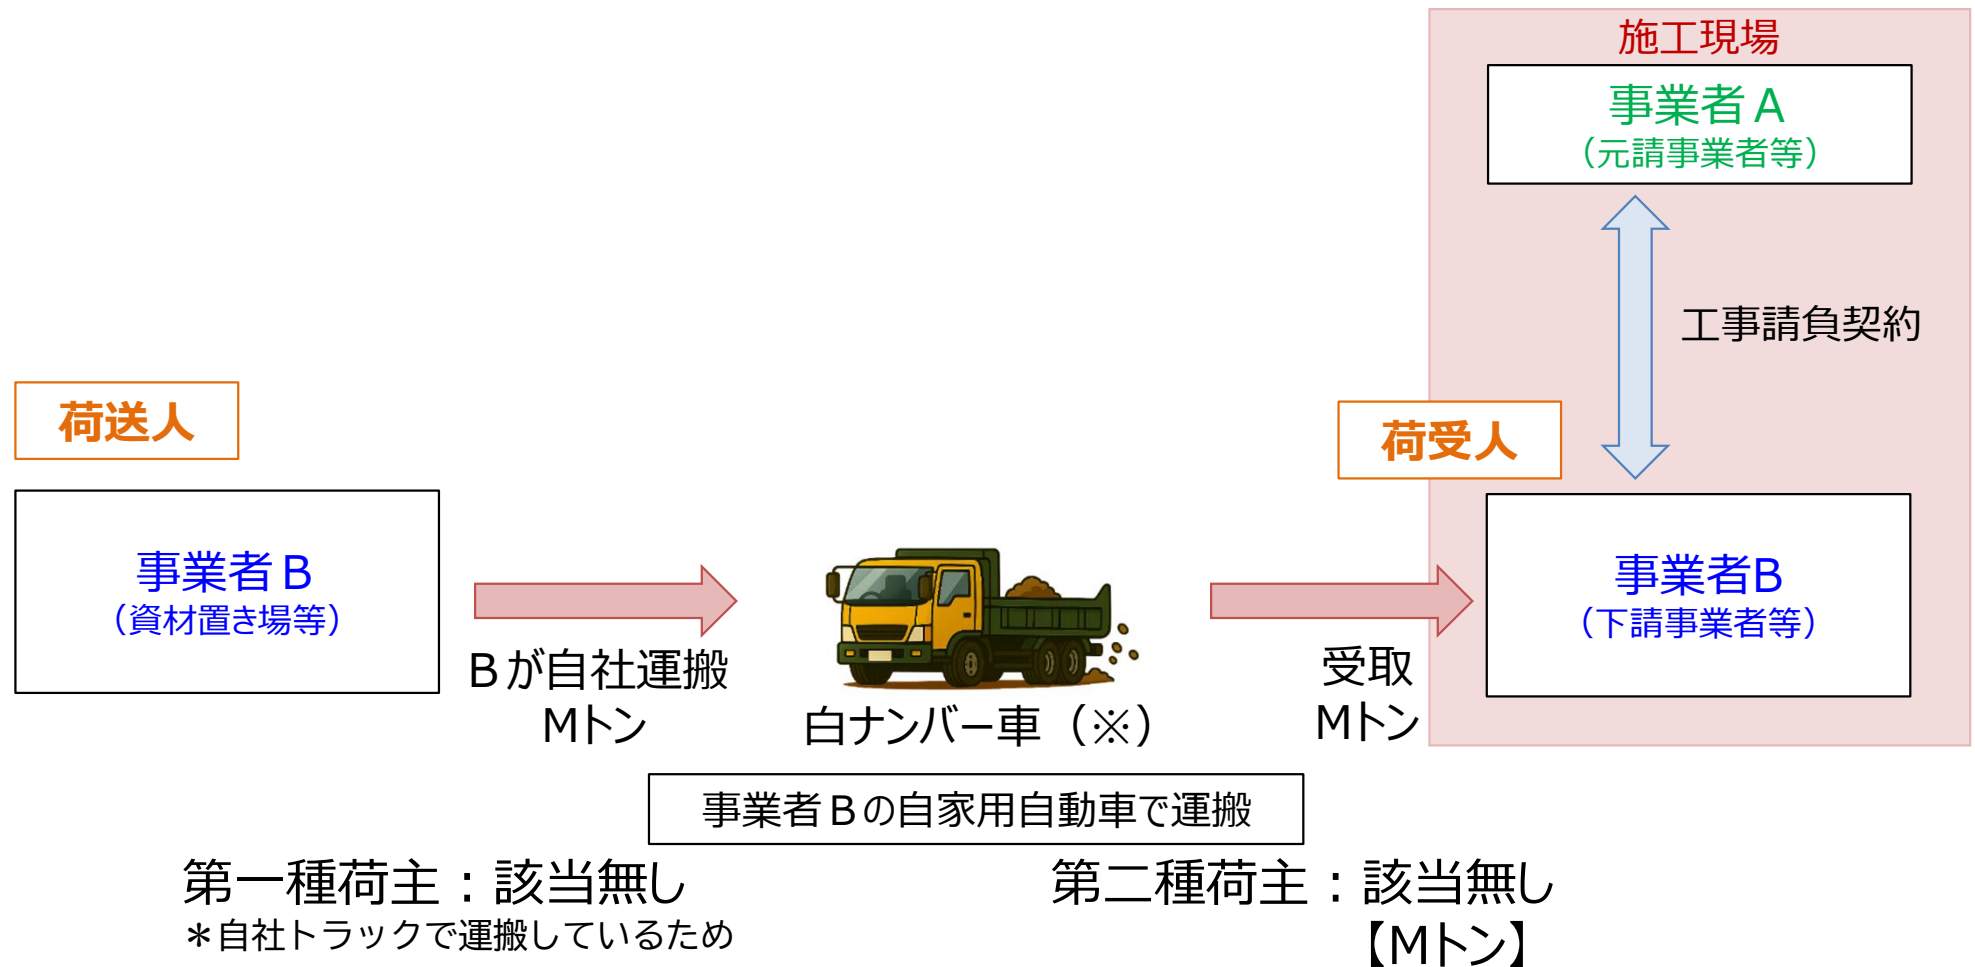 施工現場
事業者A
（元請事業者等）
工事請負契約
荷送人
荷受人
事業者B
（資材置き場等）
事業者B
（下請事業者等）
Bが自社運搬
Mトン
白ナンバー車（※）
受取
Mトン
事業者Bの自家用自動車で運搬
第一種荷主：該当無し
＊自社トラックで運搬しているため
第二種荷主：該当無し
【Mトン】